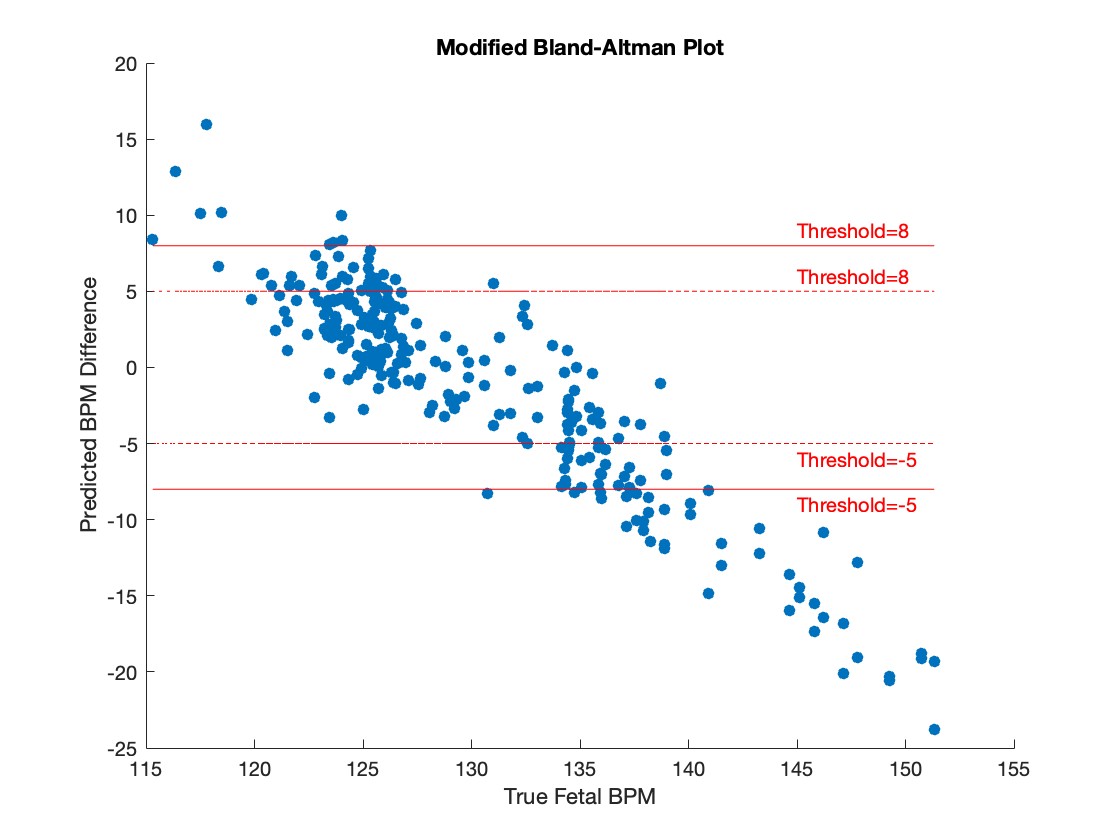 Modified Bland-Altman Plot
20
15
10
5
0
-5
-10
-15
-20
-25
Predicted BPM Difference
Threshold=8
Threshold=8
Threshold=-5
Threshold=-5
115
120
125
130
135
140
145
150
155
True Fetal BPM